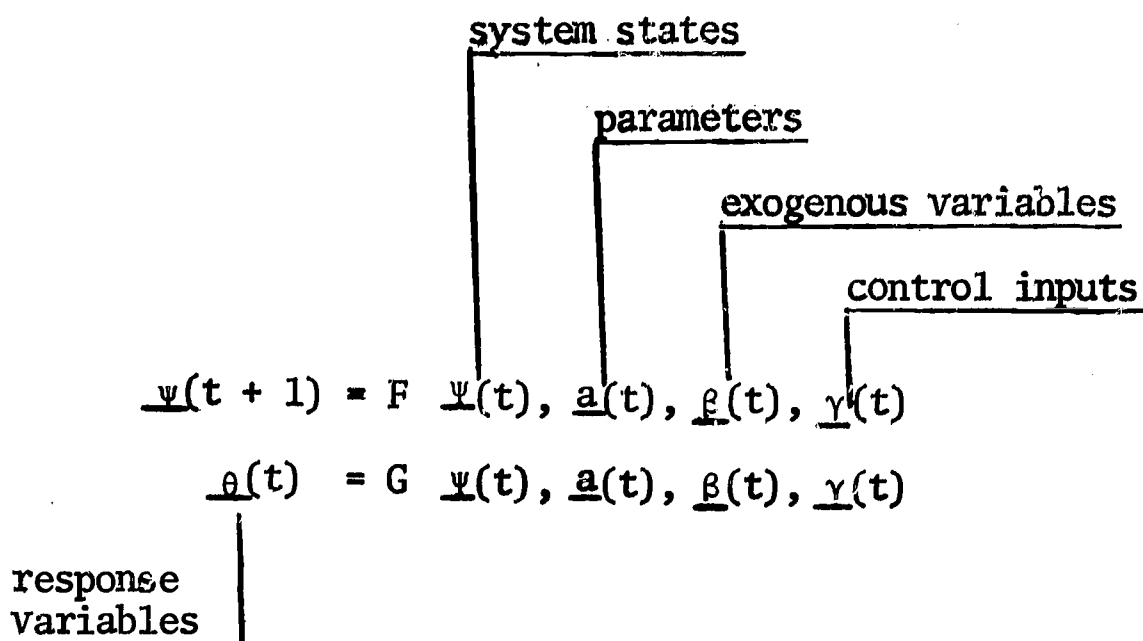 system states
parameters
exogenous variables
control inputs
Ψ(t + 1) = F Ψ(t), a(t), β(t), γ(t)
θ(t) = G Ψ(t), a(t), β(t), γ(t)
response
variables